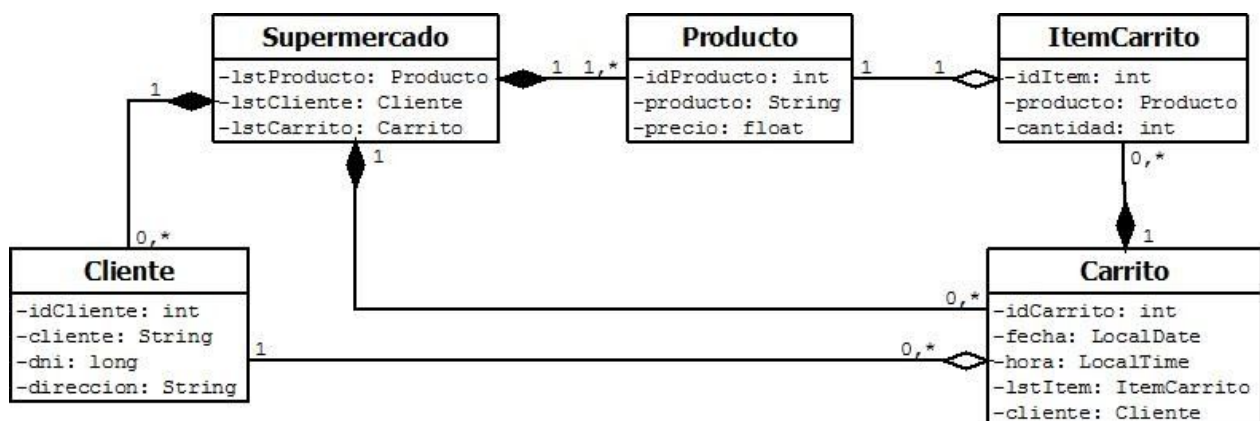 Supermercado
-lstProducto: Producto
-lstCliente: Cliente
-lstCarrito: Carrito
1
1
1
1,*
Producto
-idProducto: int
-producto: String
-precio: float
1
1
ItemCarrito
-idItem: int
-producto: Producto
-cantidad: int
0,*
1
0,*
Cliente
-idCliente: int
-cliente: String
-dni: long
-direccion: String
1
0,*
0,*
Carrito
-idCarrito: int
-fecha: LocalDate
-hora: LocalTime
-lstItem: ItemCarrito
-cliente: Cliente